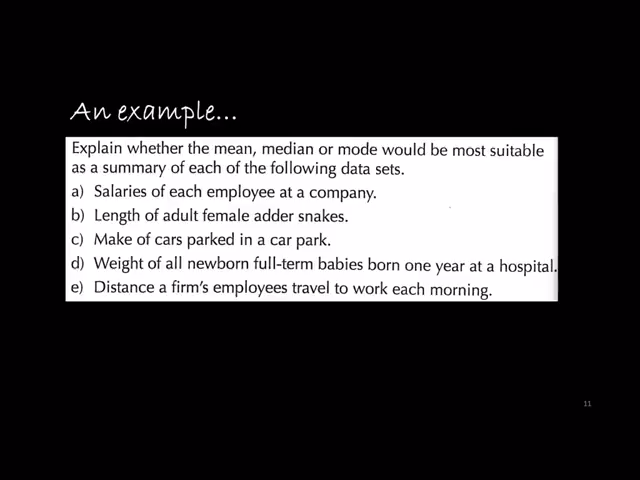 An example...
Explain whether the mean, median or mode would be most suitable
as a summary of each of the following data sets.
a) Salaries of each employee at a company.
b) Length of adult female adder snakes.
c) Make of cars parked in a car park.
d) Weight of all newborn full-term babies born one year at a hospital.
e) Distance a firm's employees travel to work each morning.
11